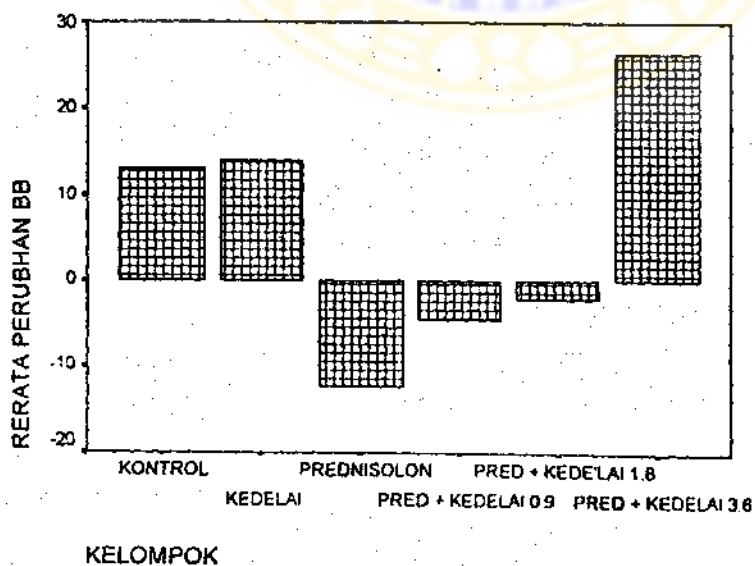 30
20
10
0
-10
-20
RERATA PERUBHAN BB
KONTROL PREDNISOLON PRED + KEDELAI 1.8
KEDELAI PRED + KEDELAI 0.9 PRED + KEDELAI 3.6
KELOMPOK